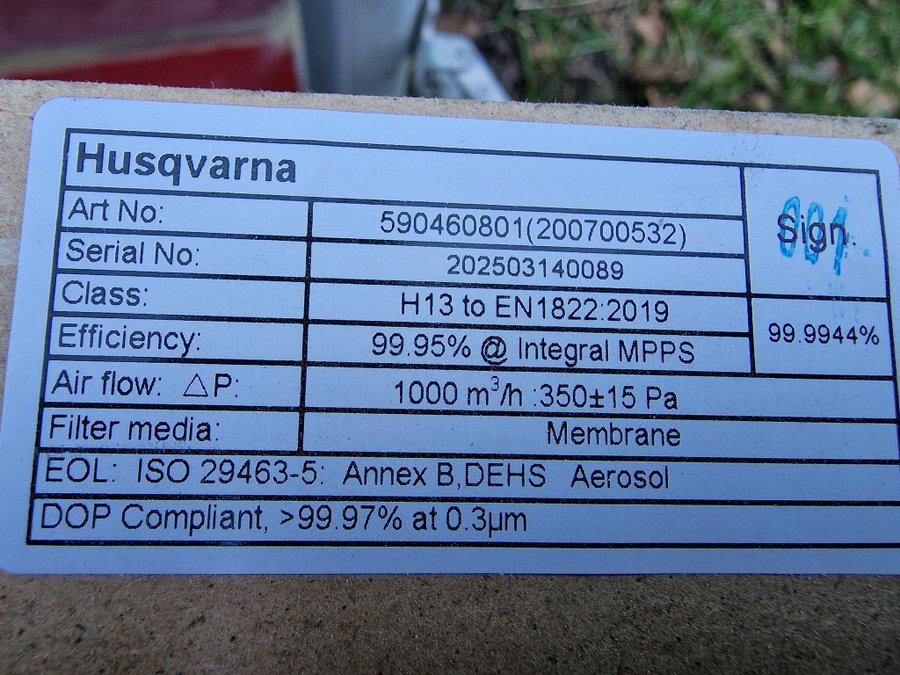 Husqvarna
Sign.
001
Art No: 590460801(200700532)
Serial No: 202503140089
Class: H13 to EN1822:2019
99.9944%
Efficiency: 99.95% @ Integral MPPS
Air flow: △P: 1000 m³/h :350±15 Pa
Filter media: Membrane
EOL: ISO 29463-5: Annex B,DEHS Aerosol
DOP Compliant, >99.97% at 0.3µm